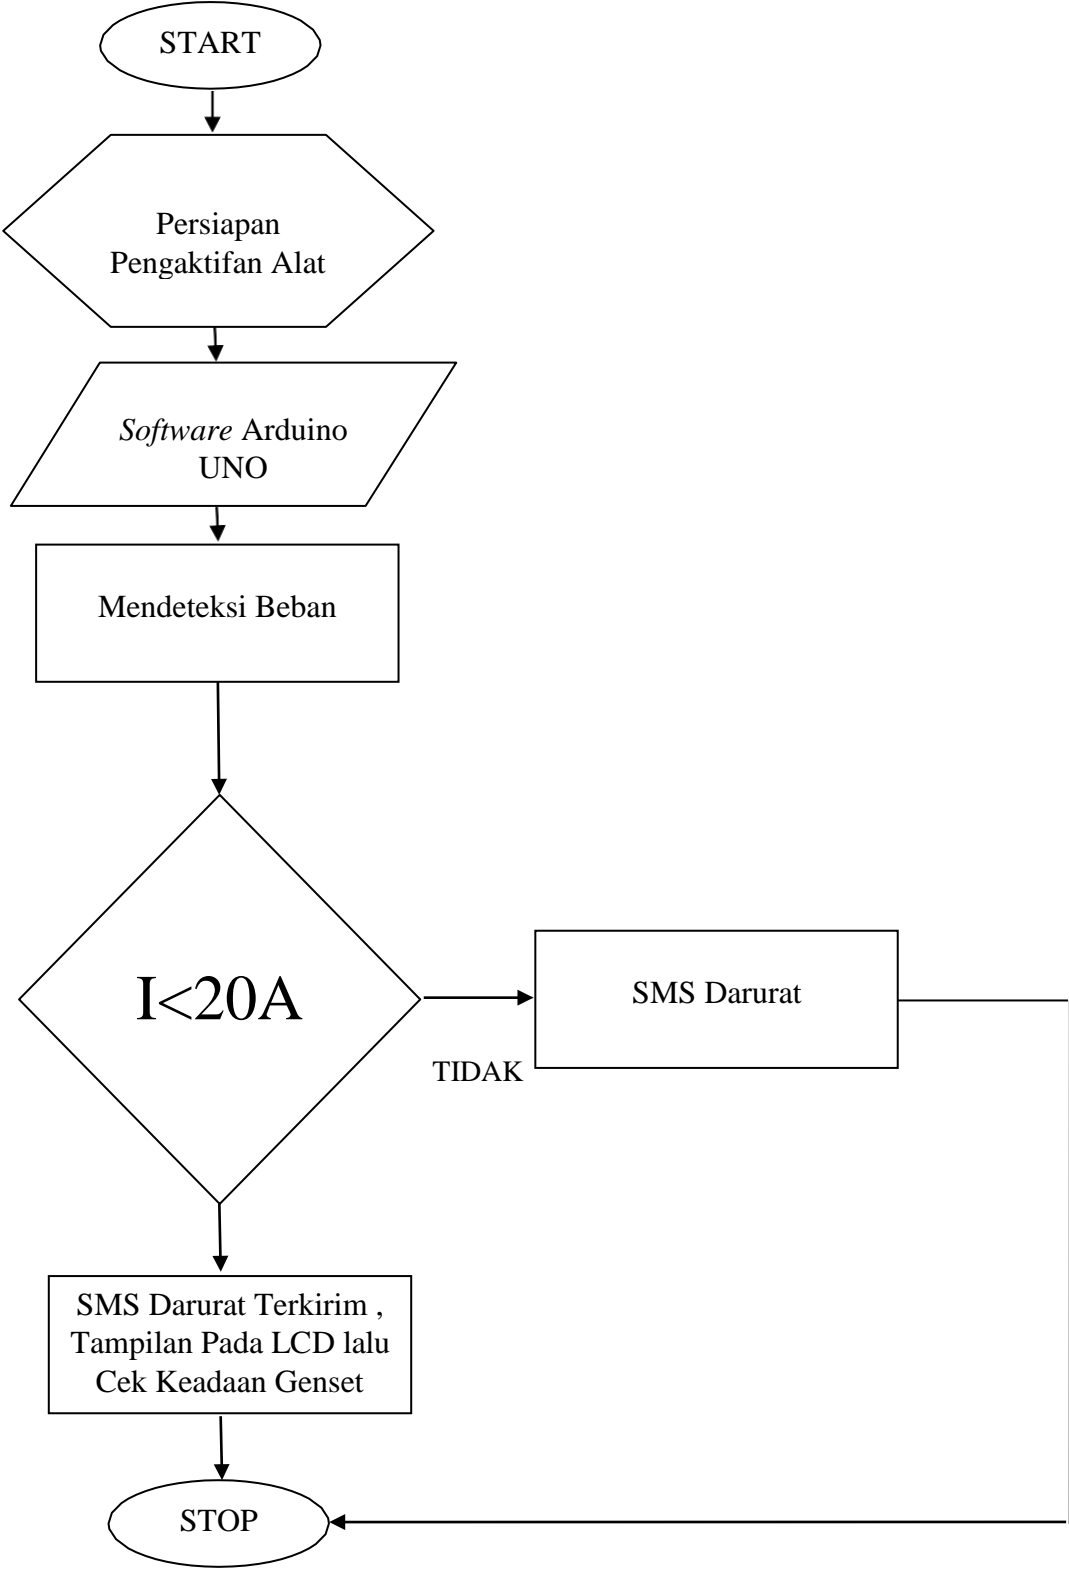 START
Persiapan
Pengaktifan Alat
Software Arduino
UNO
Mendeteksi Beban
I<20A
SMS Darurat
TIDAK
SMS Darurat Terkirim ,
Tampilan Pada LCD lalu
Cek Keadaan Genset
STOP